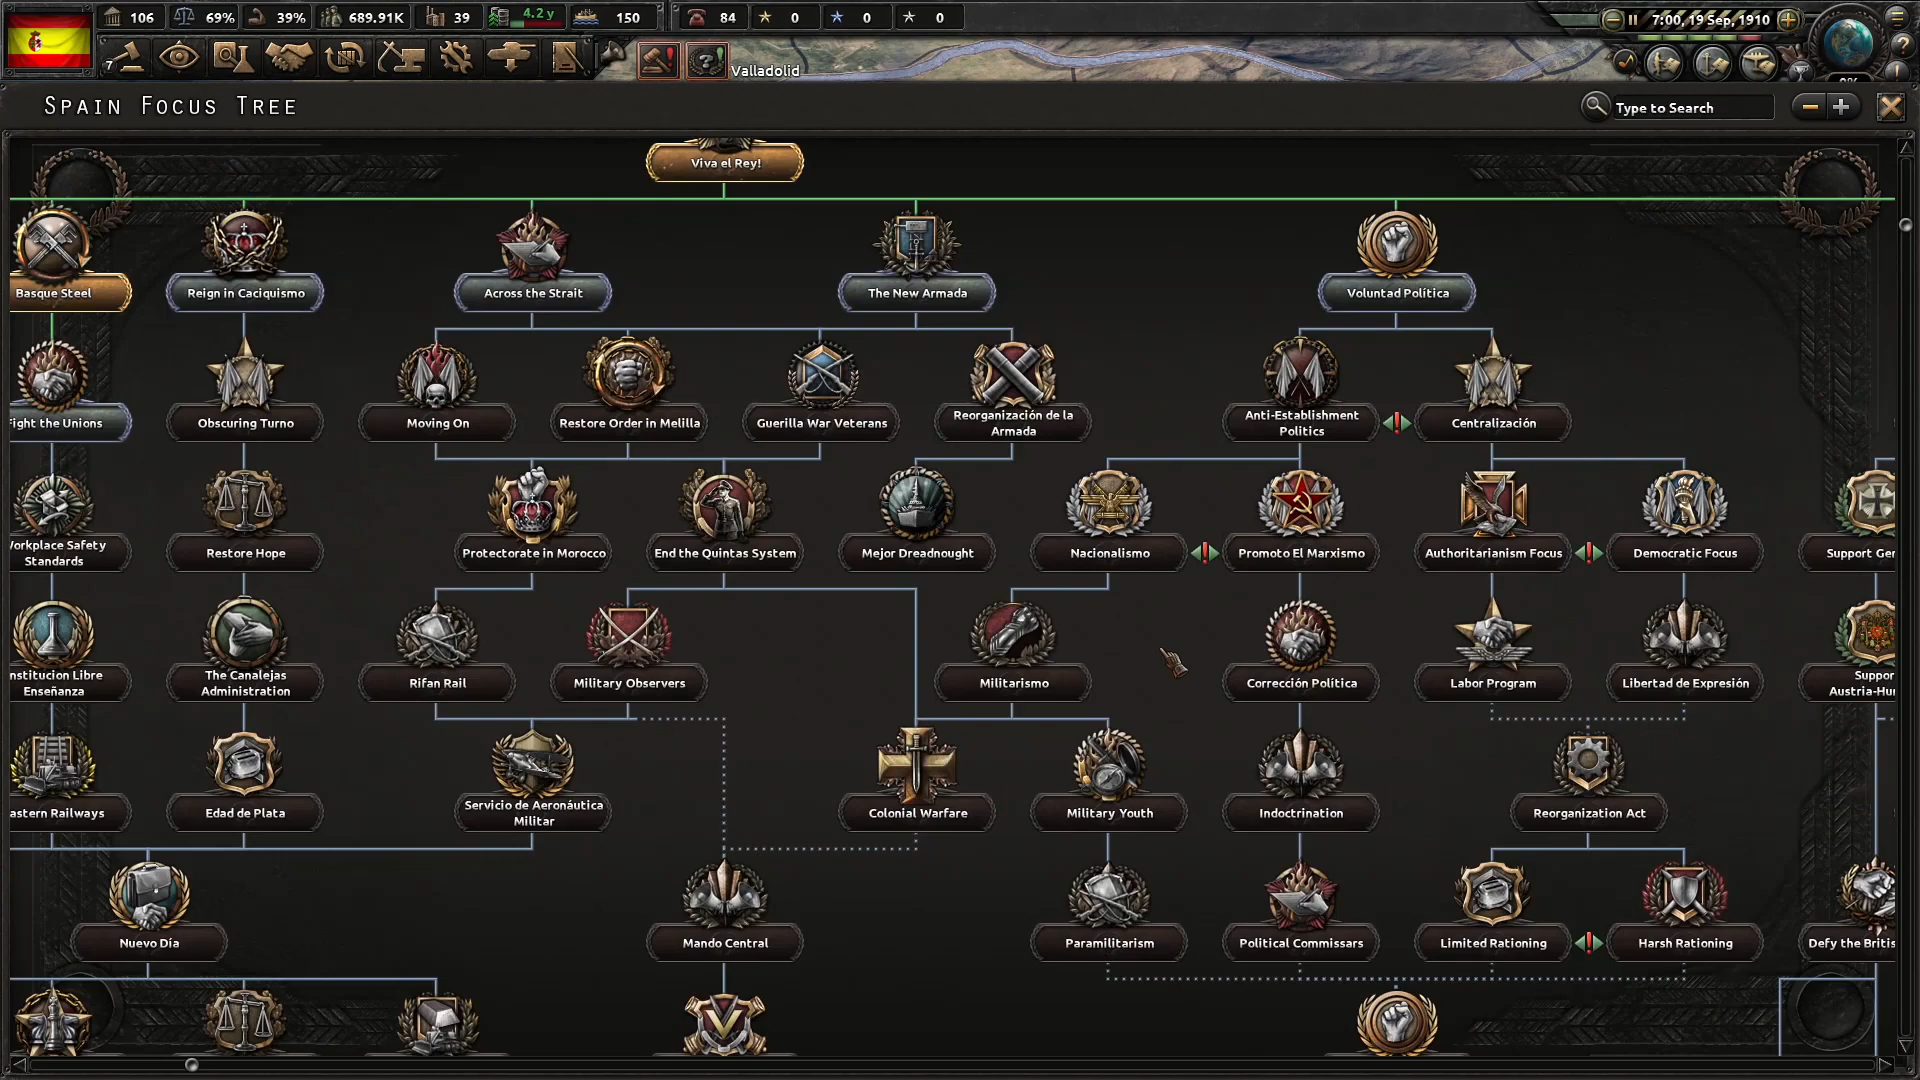 106
69%
39%
689.91K
39
4.2 y
150
84
0
0
0
7:00, 19 Sep, 1910
7
Valladolid
Spain Focus Tree
Type to Search
Viva el Rey!
Basque Steel
Reign in Caciquismo
Across the Strait
The New Armada
Voluntad Política
Fight the Unions
Obscuring Turno
Moving On
Restore Order in Melilla
Guerilla War Veterans
Reorganización de la
Armada
Anti-Establishment
Politics
Centralización
Workplace Safety
Standards
Restore Hope
Protectorate in Morocco
End the Quintas System
Mejor Dreadnought
Nacionalismo
Promoto El Marxismo
Authoritarianism Focus
Democratic Focus
Support Ger
nstitucion Libre
Enseñanza
The Canalejas
Administration
Rifan Rail
Military Observers
Militarismo
Corrección Política
Labor Program
Libertad de Expresión
Suppor
Austria-Hun
astern Railways
Edad de Plata
Servicio de Aeronáutica
Militar
Colonial Warfare
Military Youth
Indoctrination
Reorganization Act
Nuevo Día
Mando Central
Paramilitarism
Political Commissars
Limited Rationing
Harsh Rationing
Defy the Britis